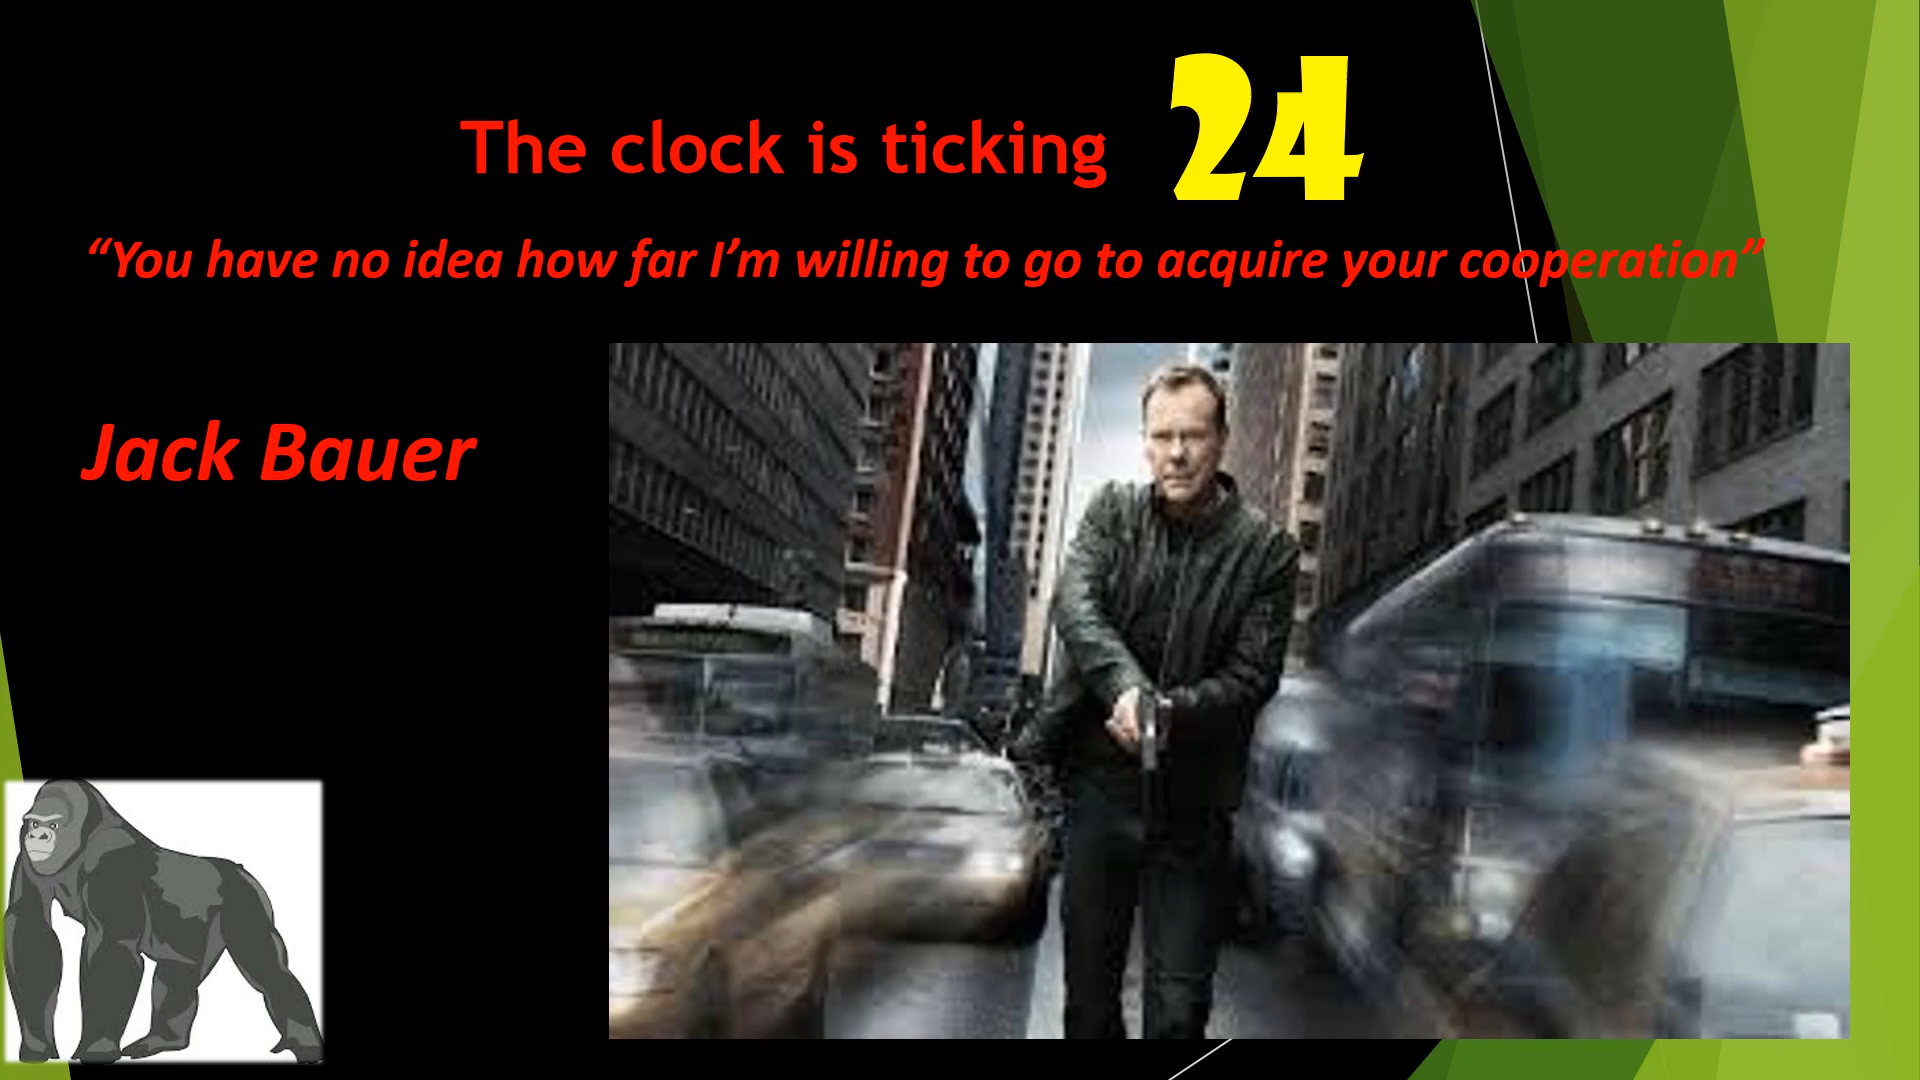 The clock is ticking 24
“You have no idea how far I’m willing to go to acquire your cooperation”
Jack Bauer